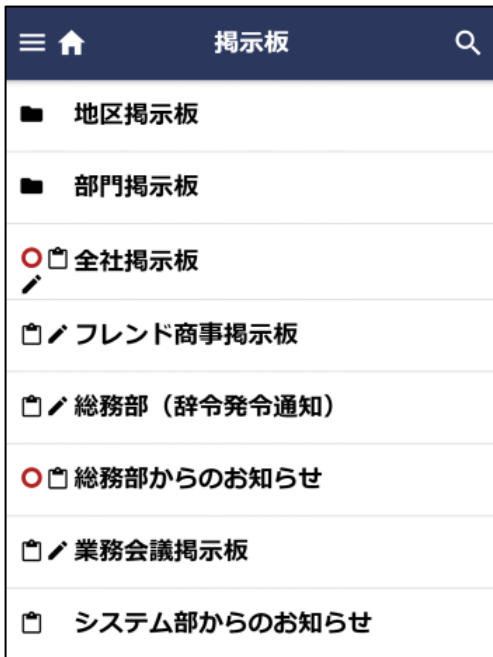 掲示板
地区掲示板
部門掲示板
全社掲示板
フレンド商事掲示板
総務部（辞令発令通知）
総務部からのお知らせ
業務会議掲示板
システム部からのお知らせ